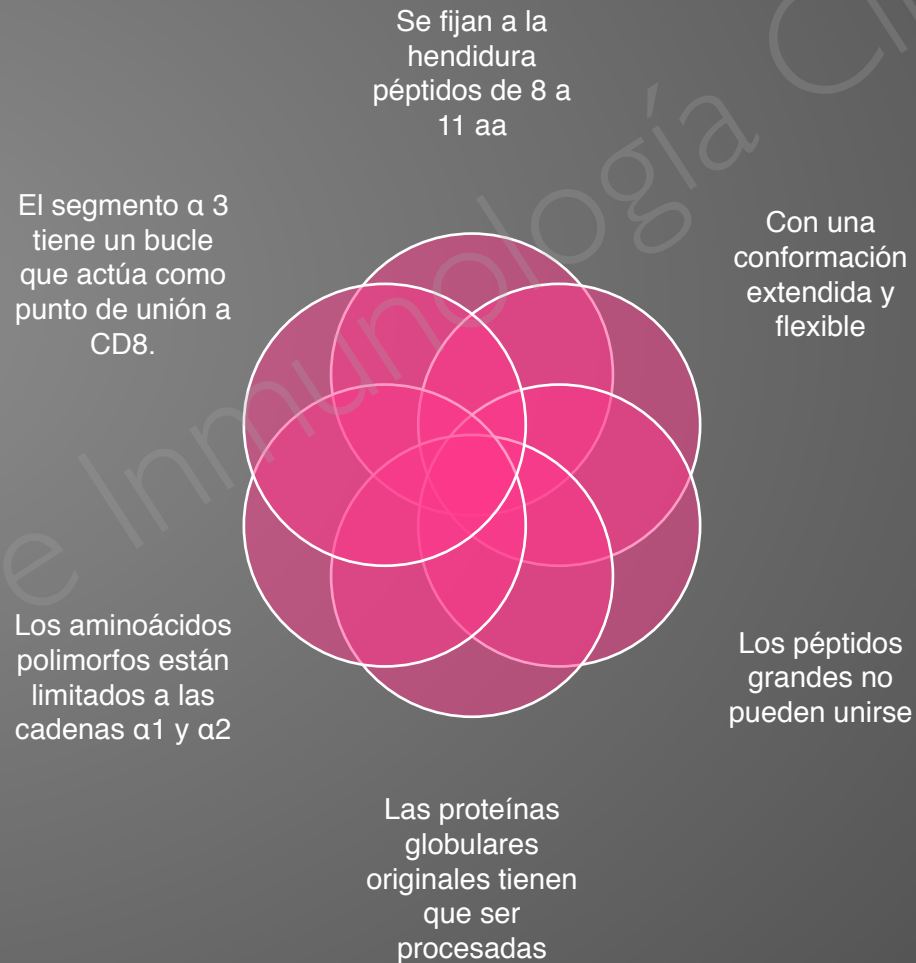 Se fijan a la
hendidura
péptidos de 8 a
11 aa
Con una
conformación
extendida y
flexible
Los péptidos
grandes no
pueden unirse
Las proteínas
globulares
originales tienen
que ser
procesadas
Los aminoácidos
polimorfos están
limitados a las
cadenas α1 y α2
El segmento α 3
tiene un bucle
que actúa como
punto de unión a
CD8.
e Inmunología